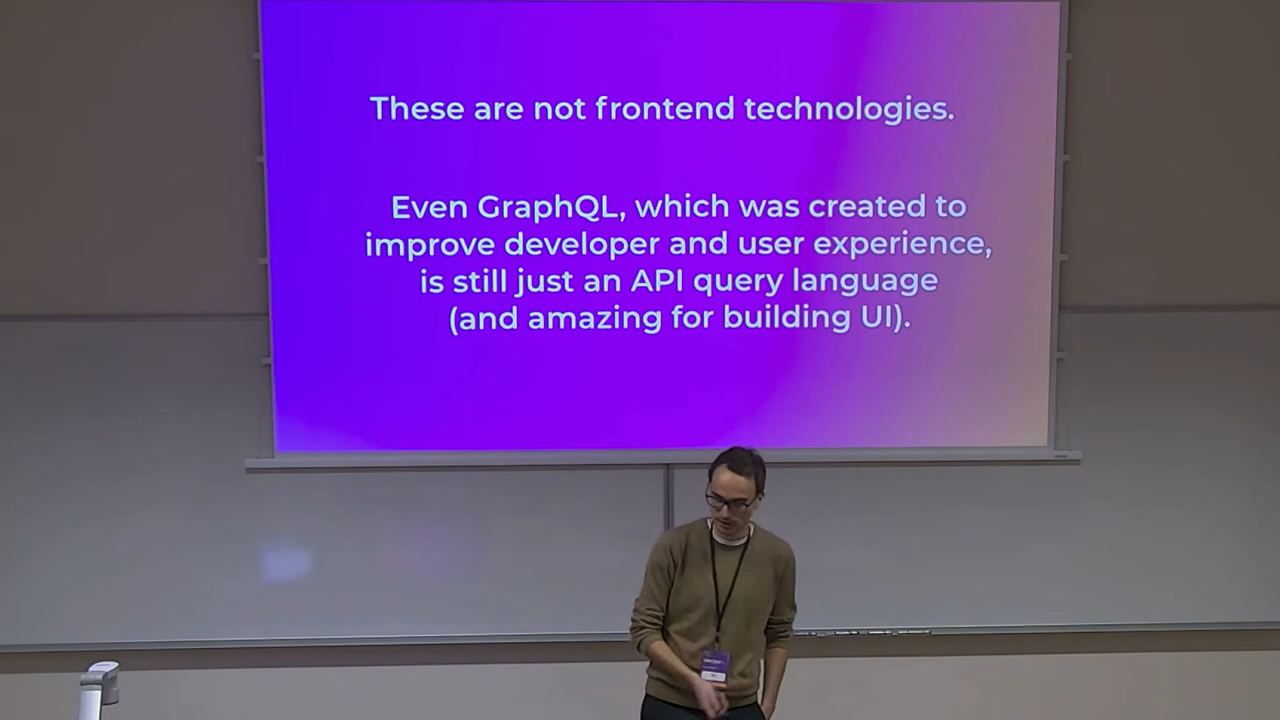 These are not frontend technologies.
Even GraphQL, which was created to
improve developer and user experience,
is still just an API query language
(and amazing for building UI).